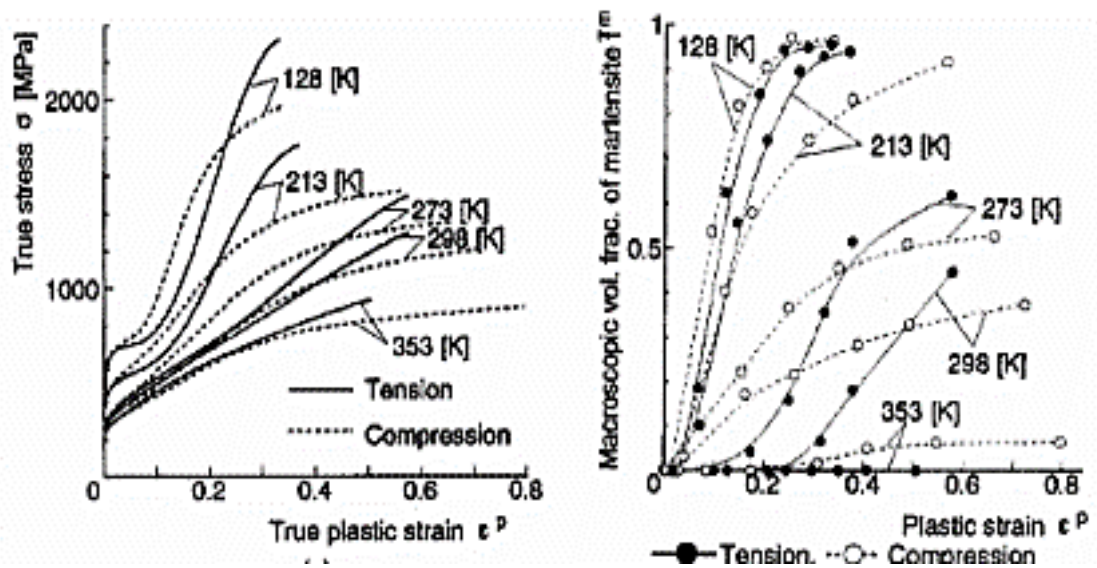 True stress σ [MPa]
2000
1000
0
0.2
0.4
0.6
0.8
128 [K]
213 [K]
273 [K]
298 [K]
353 [K]
Tension
Compression
True plastic strain ε p
Macroscopic vol. frac. of martensite T m
1
0.5
0
0.2
0.4
0.6
0.8
128 [K]
213 [K]
273 [K]
298 [K]
353 [K]
Plastic strain ε p
Tension, Compression